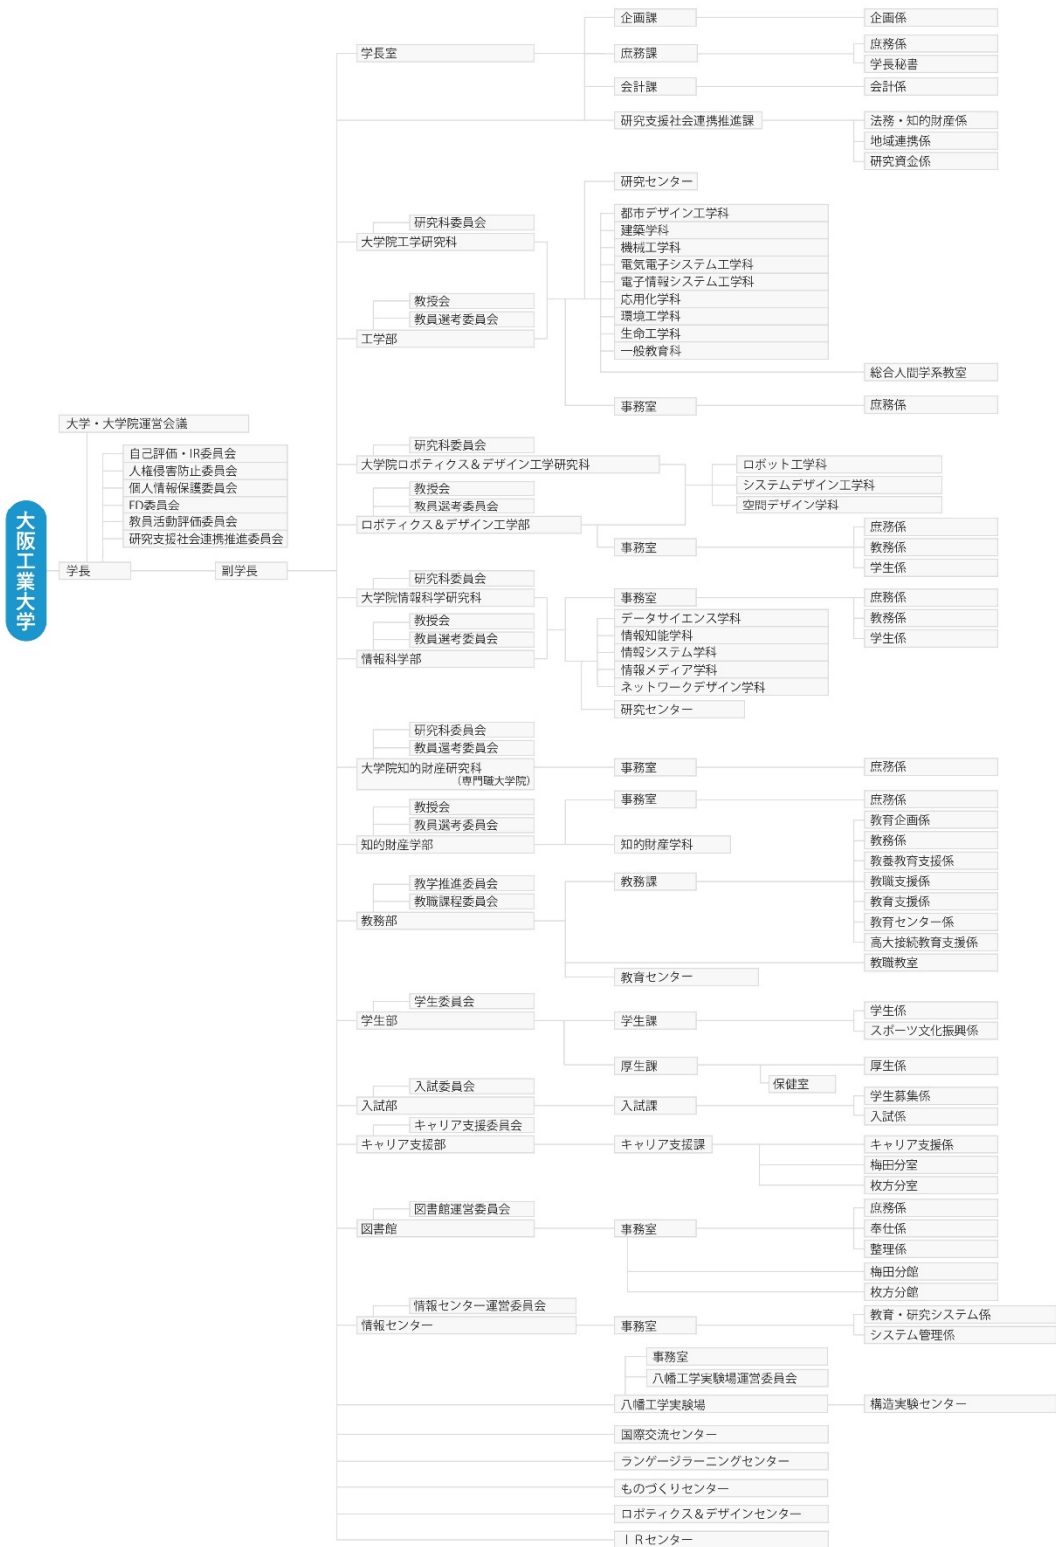 大阪工業大学
大学・大学院運営会議
自己評価・IR委員会
人権侵害防止委員会
個人情報保護委員会
FD委員会
教員活動評価委員会
研究支援社会連携推進委員会
学長
副学長
学長室
企画課
企画係
庶務課
庶務係
学長秘書
会計課
会計係
研究支援社会連携推進課
法務・知的財産係
地域連携係
研究資金係
研究科委員会
大学院工学研究科
教授会
教員選考委員会
工学部
研究センター
都市デザイン工学科
建築学科
機械工学科
電気電子システム工学科
電子情報システム工学科
応用化学科
環境工学科
生命工学科
一般教育科
総合人間学系教室
事務室
庶務係
研究科委員会
大学院ロボティクス＆デザイン工学研究科
教授会
教員選考委員会
ロボティクス＆デザイン工学部
ロボット工学科
システムデザイン工学科
空間デザイン学科
事務室
庶務係
教務係
学生係
研究科委員会
大学院情報科学研究科
教授会
教員選考委員会
情報科学部
事務室
庶務係
教務係
学生係
データサイエンス学科
情報知能学科
情報システム学科
情報メディア学科
ネットワークデザイン学科
研究センター
研究科委員会
教員選考委員会
大学院知的財産研究科
(専門職大学院)
事務室
庶務係
教授会
教員選考委員会
知的財産学部
事務室
庶務係
知的財産学科
教学推進委員会
教職課程委員会
教務部
教務課
教育企画係
教務係
教養教育支援係
教職支援係
教育支援係
教育センター係
高大接続教育支援係
教職教室
教育センター
学生委員会
学生部
学生課
学生係
スポーツ文化振興係
厚生課
厚生係
保健室
入試委員会
入試部
入試課
学生募集係
入試係
キャリア支援委員会
キャリア支援部
キャリア支援課
キャリア支援係
梅田分室
枚方分室
図書館運営委員会
図書館
事務室
庶務係
奉仕係
整理係
梅田分館
枚方分館
情報センター運営委員会
情報センター
事務室
教育・研究システム係
システム管理係
事務室
八幡工学実験場運営委員会
八幡工学実験場
構造実験センター
国際交流センター
ランゲージラーニングセンター
ものづくりセンター
ロボティクス＆デザインセンター
ＩＲセンター